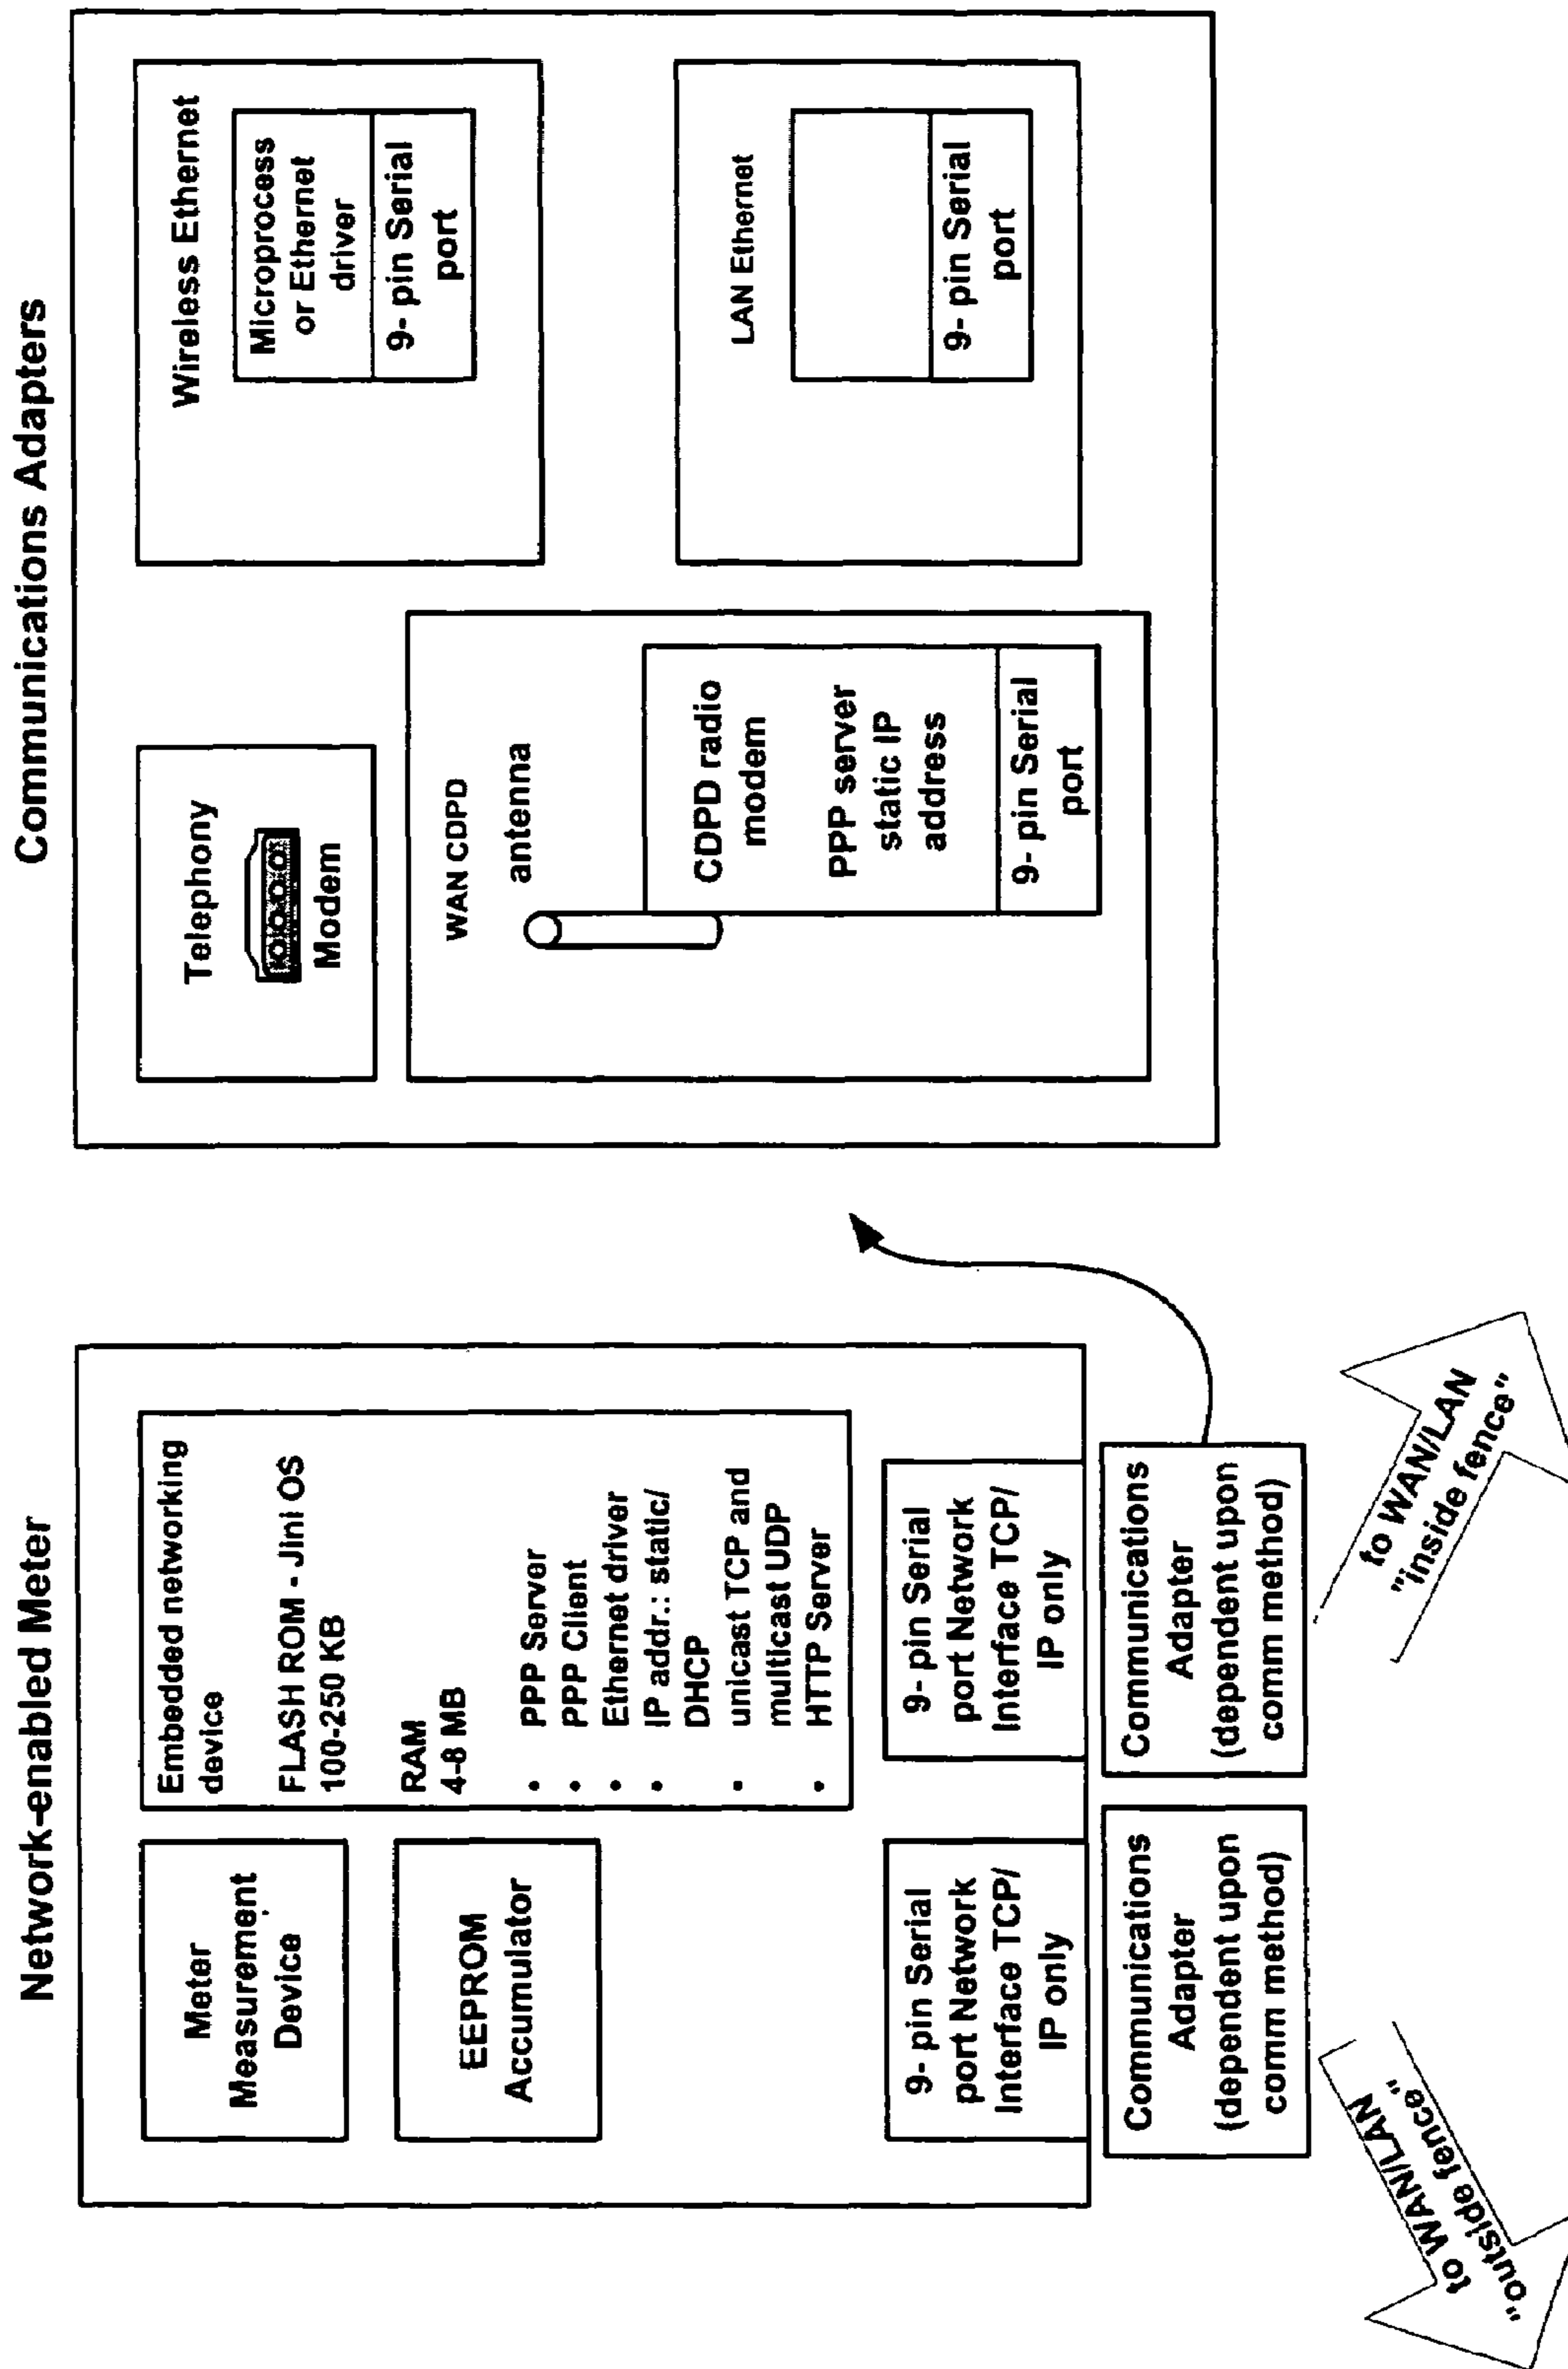 Network-enabled Meter
Meter
Measurement
Device
EEPROM
Accumulator
Embedded networking
device
FLASH ROM - Jini OS
100-250 KB
RAM
4-8 MB
• PPP Server
• PPP Client
• Ethernet driver
• IP addr.: static/
DHCP
• unicast TCP and
multicast UDP
• HTTP Server
9- pin Serial
port Network
Interface TCP/
IP only
9- pin Serial
port Network
Interface TCP/
IP only
Communications
Adapter
(dependent upon
comm method)
Communications
Adapter
(dependent upon
comm method)
to WAN/LAN
"outside fence"
to WAN/LAN
"inside fence"
Communications Adapters
Telephony
Modem
Wireless Ethernet
Microprocess
or Ethernet
driver
9- pin Serial
port
WAN CDPD
antenna
CDPD radio
modem
PPP server
static IP
address
9- pin Serial
port
LAN Ethernet
9- pin Serial
port